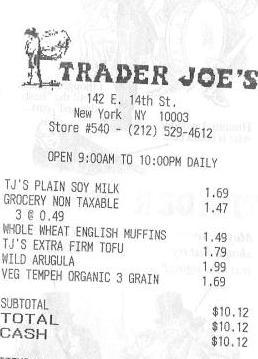 TRADER JOE'S
142 E. 14th St.
New York NY 10003
Store #540 - (212) 529-4612
OPEN 9:00AM TO 10:00PM DAILY
TJ'S PLAIN SOY MILK 1.69
GROCERY NON TAXABLE 1.47
3 @ 0.49
WHOLE WHEAT ENGLISH MUFFINS 1.49
TJ'S EXTRA FIRM TOFU 1.79
WILD ARUGULA 1.99
VEG TEMPEH ORGANIC 3 GRAIN 1.69
SUBTOTAL $10.12
TOTAL $10.12
CASH $10.12